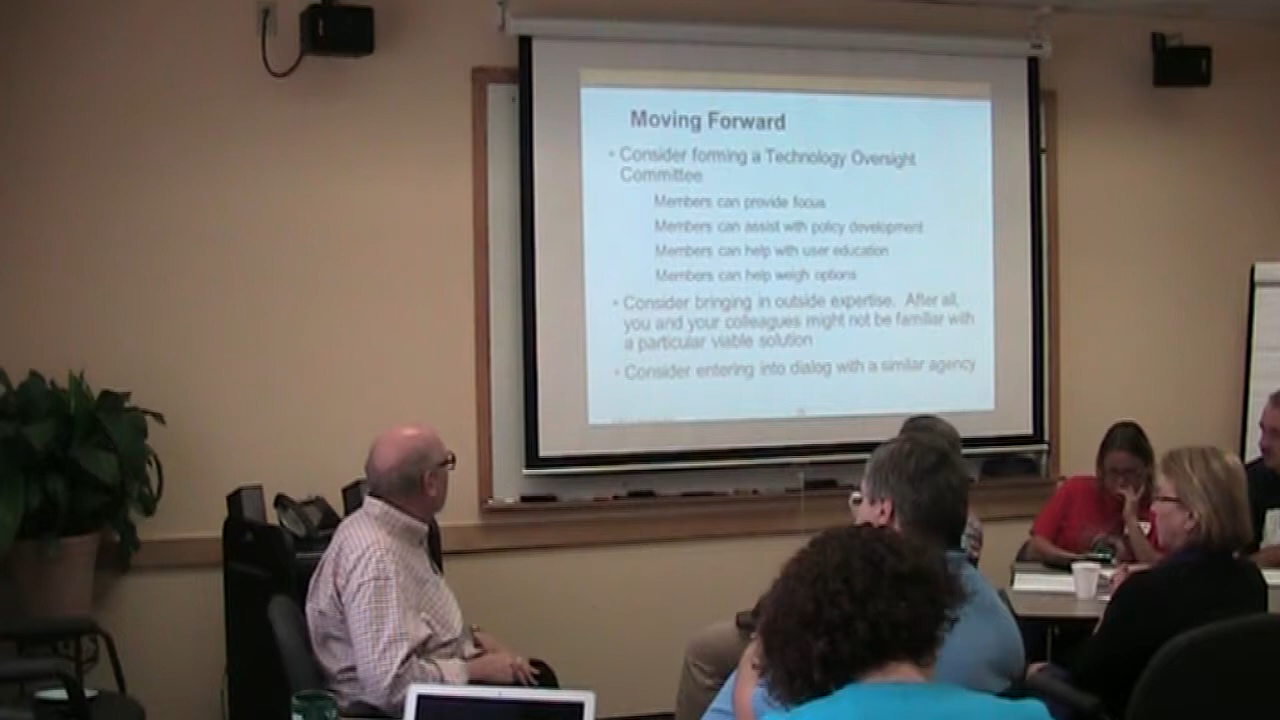 Moving Forward
• Consider forming a Technology Oversight
Committee
Members can provide focus
Members can assist with policy development
Members can help with user education
Members can help weigh options
• Consider bringing in outside expertise. After all,
you and your colleagues might not be familiar with
a particular viable solution
• Consider entering into dialog with a similar agency